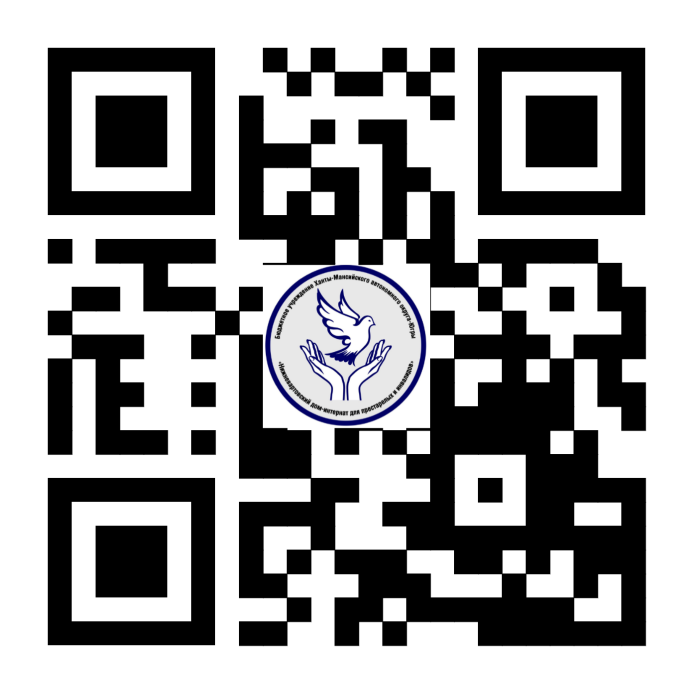 Бюджетное учреждение Ханты-Мансийского автономного округа-Югры
«Нижневартовский дом-интернат для престарелых и инвалидов»